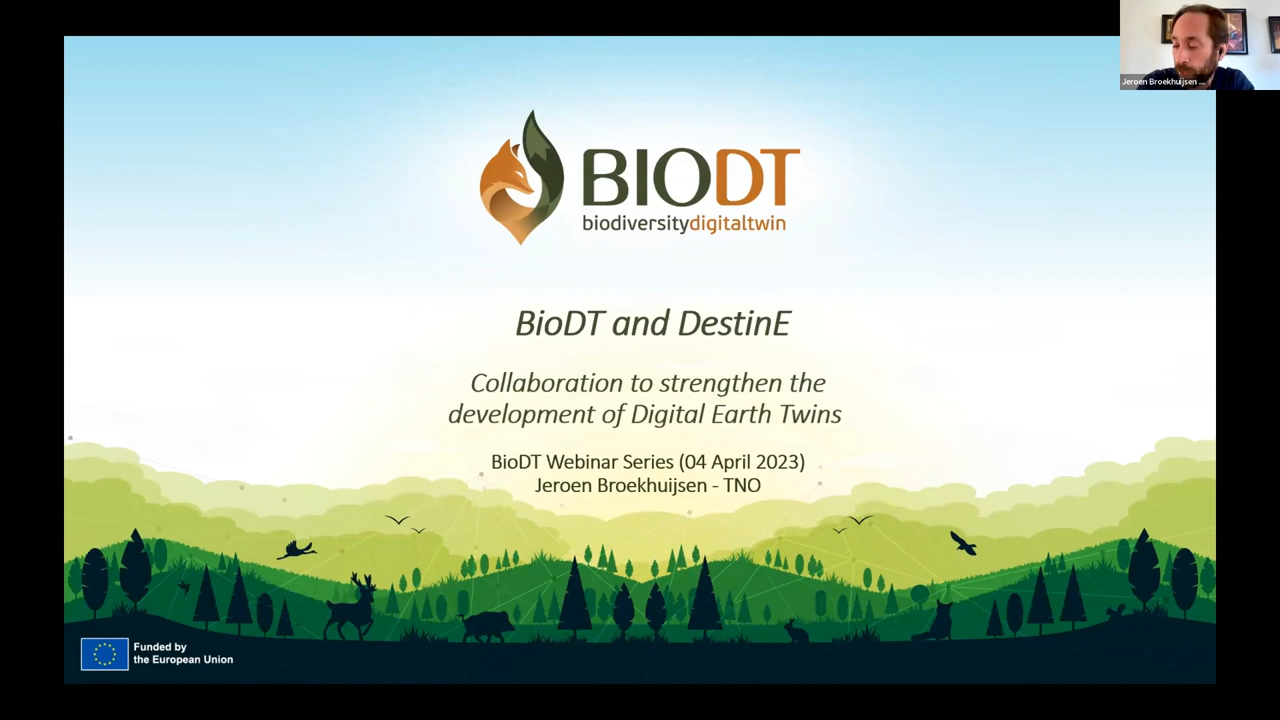 Jeroen Broekhuijsen ...
BIODT
biodiversitydigitaltwin
BioDT and DestinE
Collaboration to strengthen the
development of Digital Earth Twins
BioDT Webinar Series (04 April 2023)
Jeroen Broekhuijsen - TNO
Funded by
the European Union